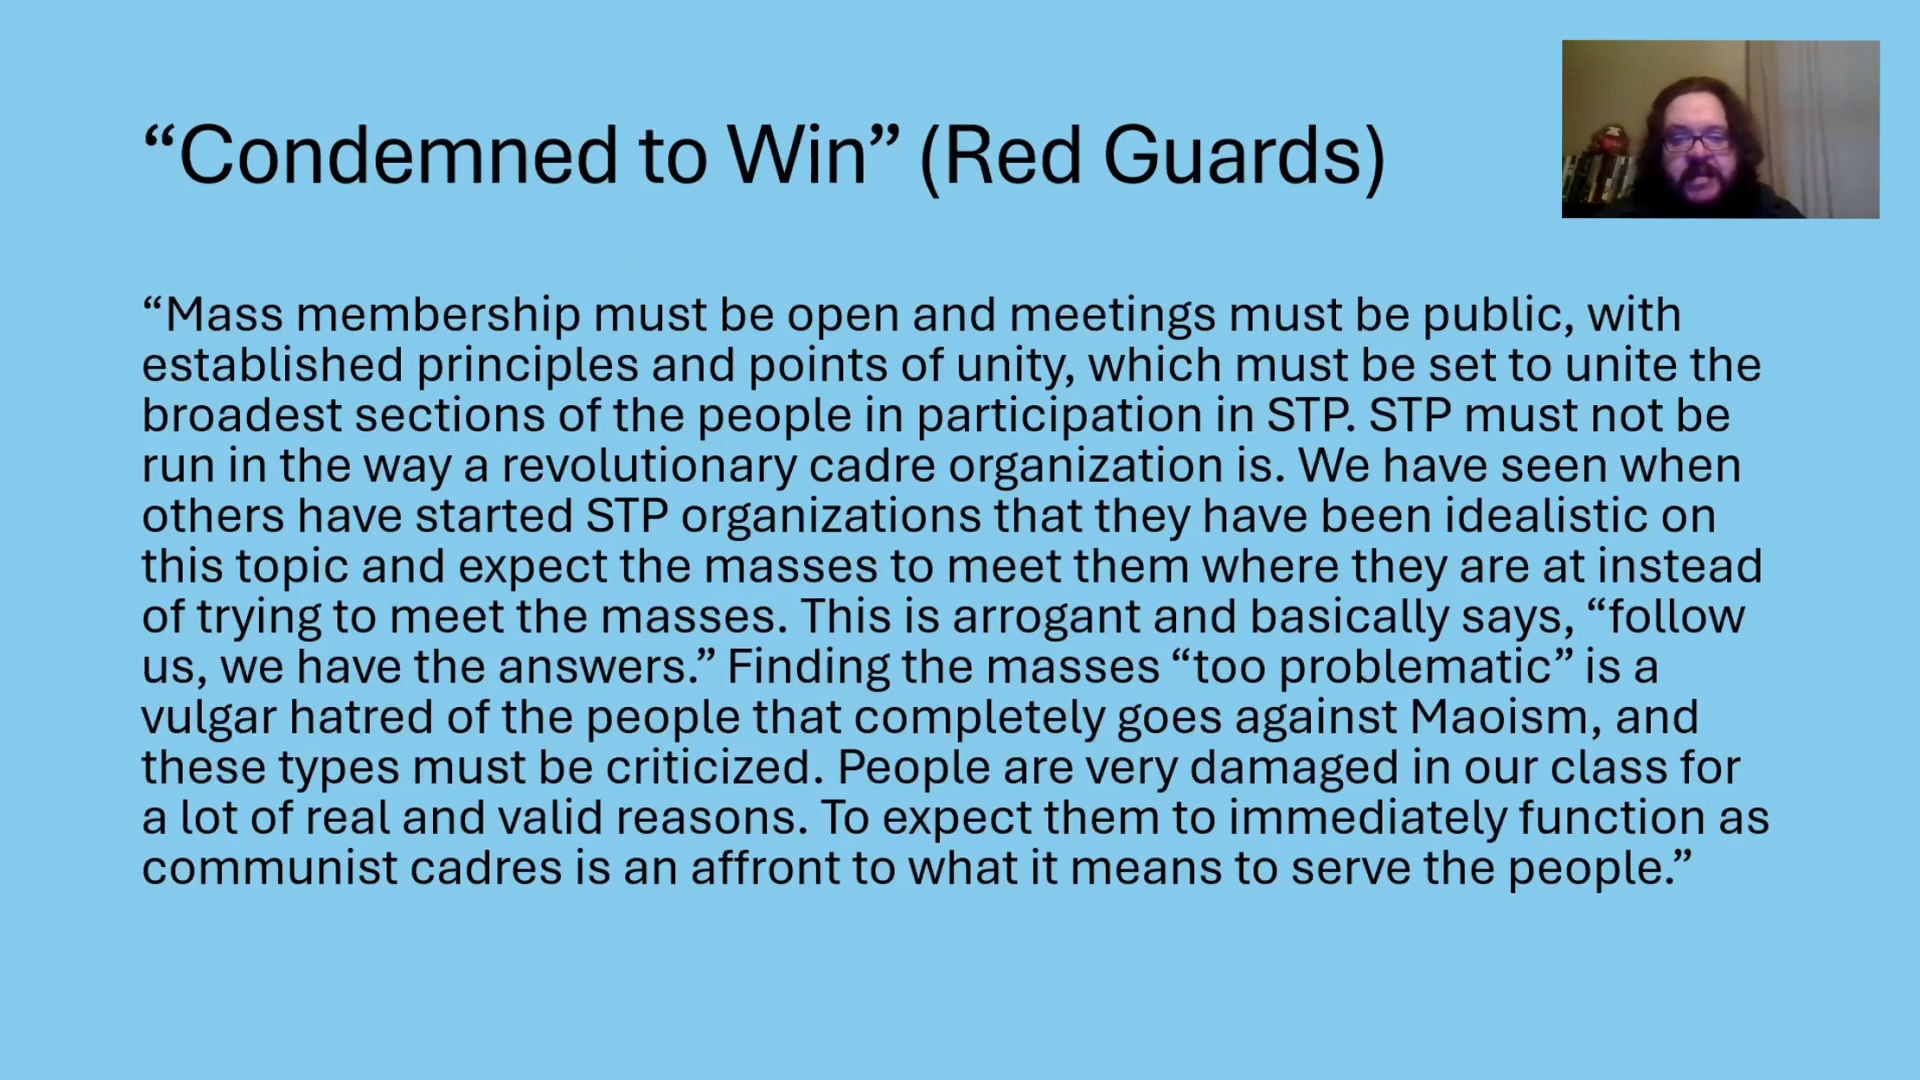 “Condemned to Win” (Red Guards)
“Mass membership must be open and meetings must be public, with
established principles and points of unity, which must be set to unite the
broadest sections of the people in participation in STP. STP must not be
run in the way a revolutionary cadre organization is. We have seen when
others have started STP organizations that they have been idealistic on
this topic and expect the masses to meet them where they are at instead
of trying to meet the masses. This is arrogant and basically says, “follow
us, we have the answers.” Finding the masses “too problematic” is a
vulgar hatred of the people that completely goes against Maoism, and
these types must be criticized. People are very damaged in our class for
a lot of real and valid reasons. To expect them to immediately function as
communist cadres is an affront to what it means to serve the people.”